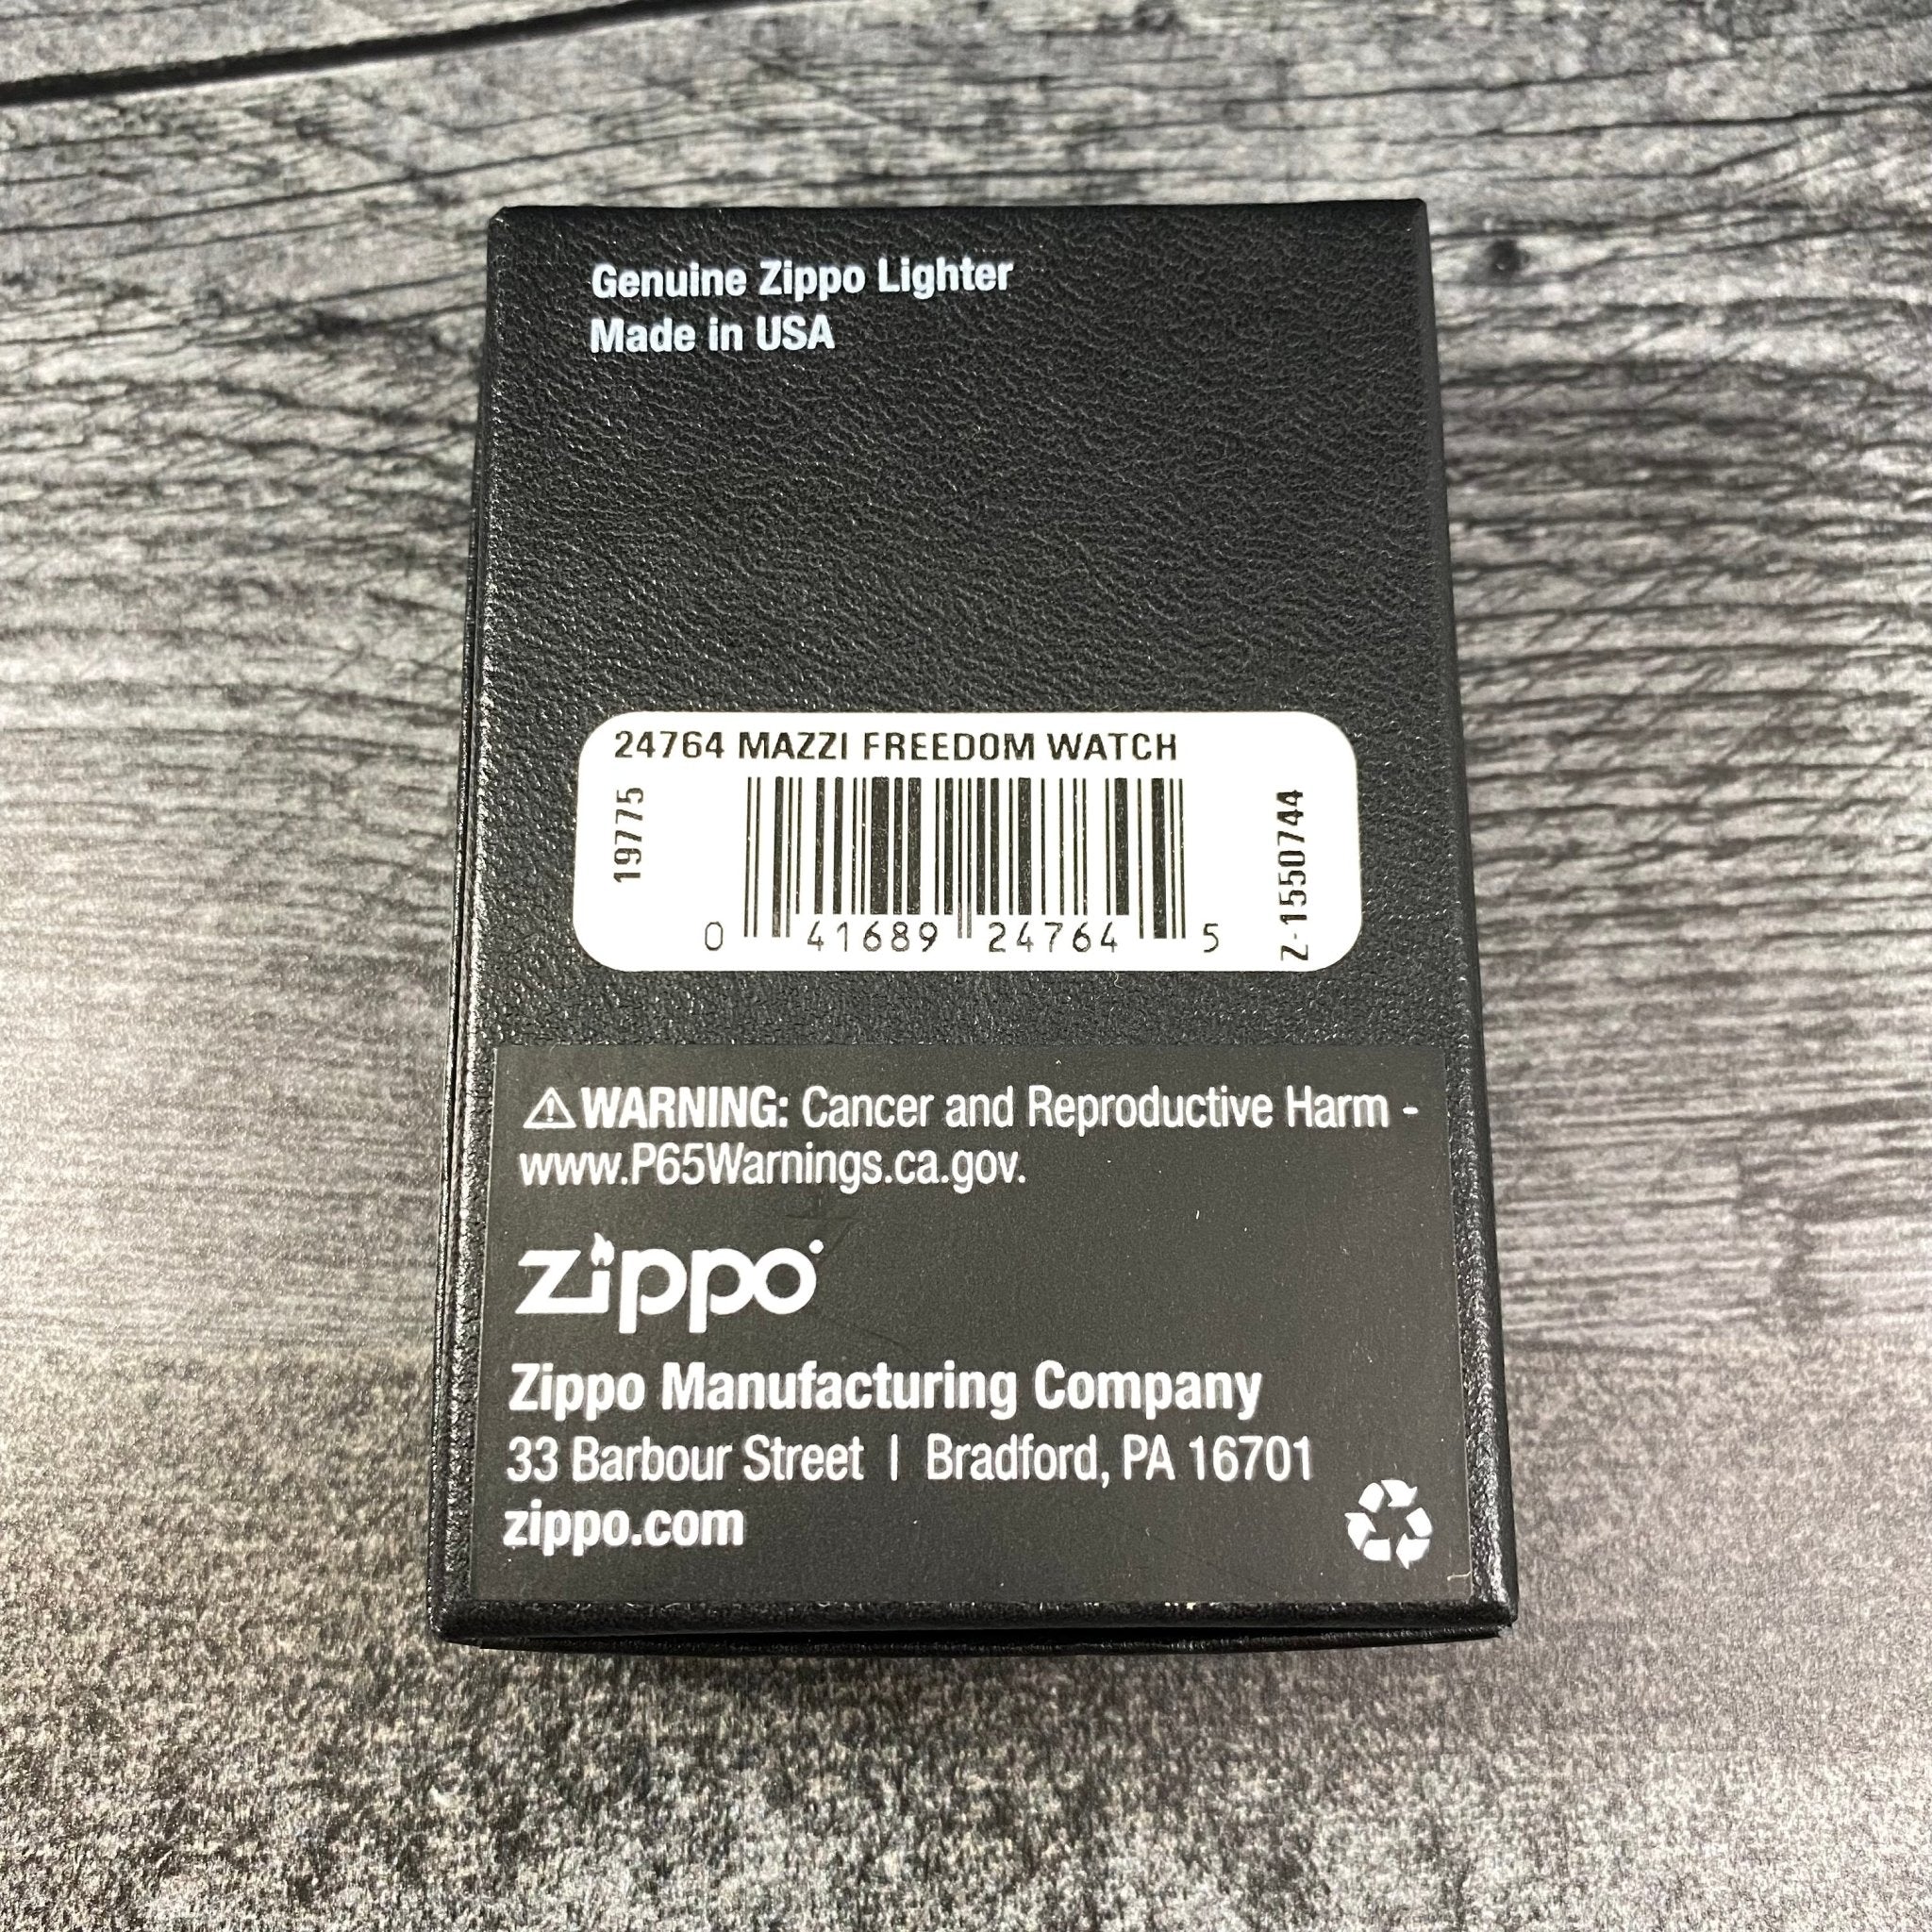 Genuine Zippo Lighter
Made in USA
24764 MAZZI FREEDOM WATCH
19775
0 41689 24764 5
Z-1550744
⚠WARNING: Cancer and Reproductive Harm -
www.P65Warnings.ca.gov.
zippo
Zippo Manufacturing Company
33 Barbour Street | Bradford, PA 16701
zippo.com